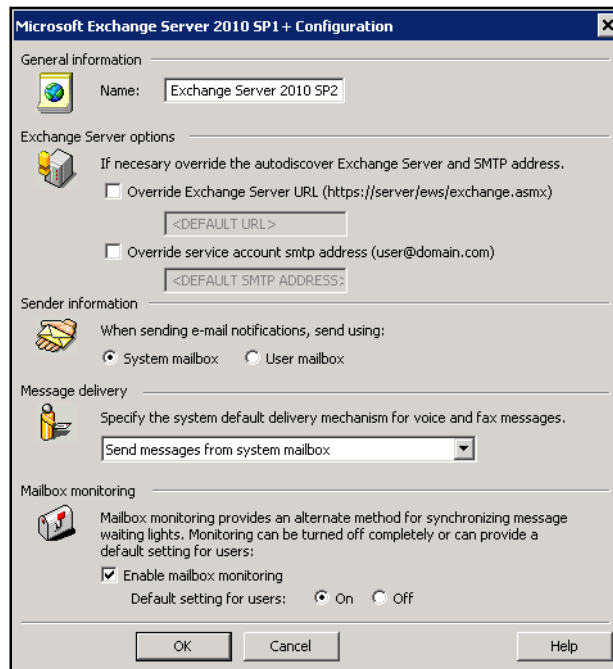 Microsoft Exchange Server 2010 SP1+ Configuration
General information
Name: Exchange Server 2010 SP2
Exchange Server options
If necesary override the autodiscover Exchange Server and SMTP address.
Override Exchange Server URL (https://server/ews/exchange.asmx)
<DEFAULT URL>
Override service account smtp address (user@domain.com)
<DEFAULT SMTP ADDRESS>
Sender information
When sending e-mail notifications, send using:
System mailbox User mailbox
Message delivery
Specify the system default delivery mechanism for voice and fax messages.
Send messages from system mailbox
Mailbox monitoring
Mailbox monitoring provides an alternate method for synchronizing message
waiting lights. Monitoring can be turned off completely or can provide a
default setting for users:
Enable mailbox monitoring
Default setting for users: On Off
OK Cancel Help